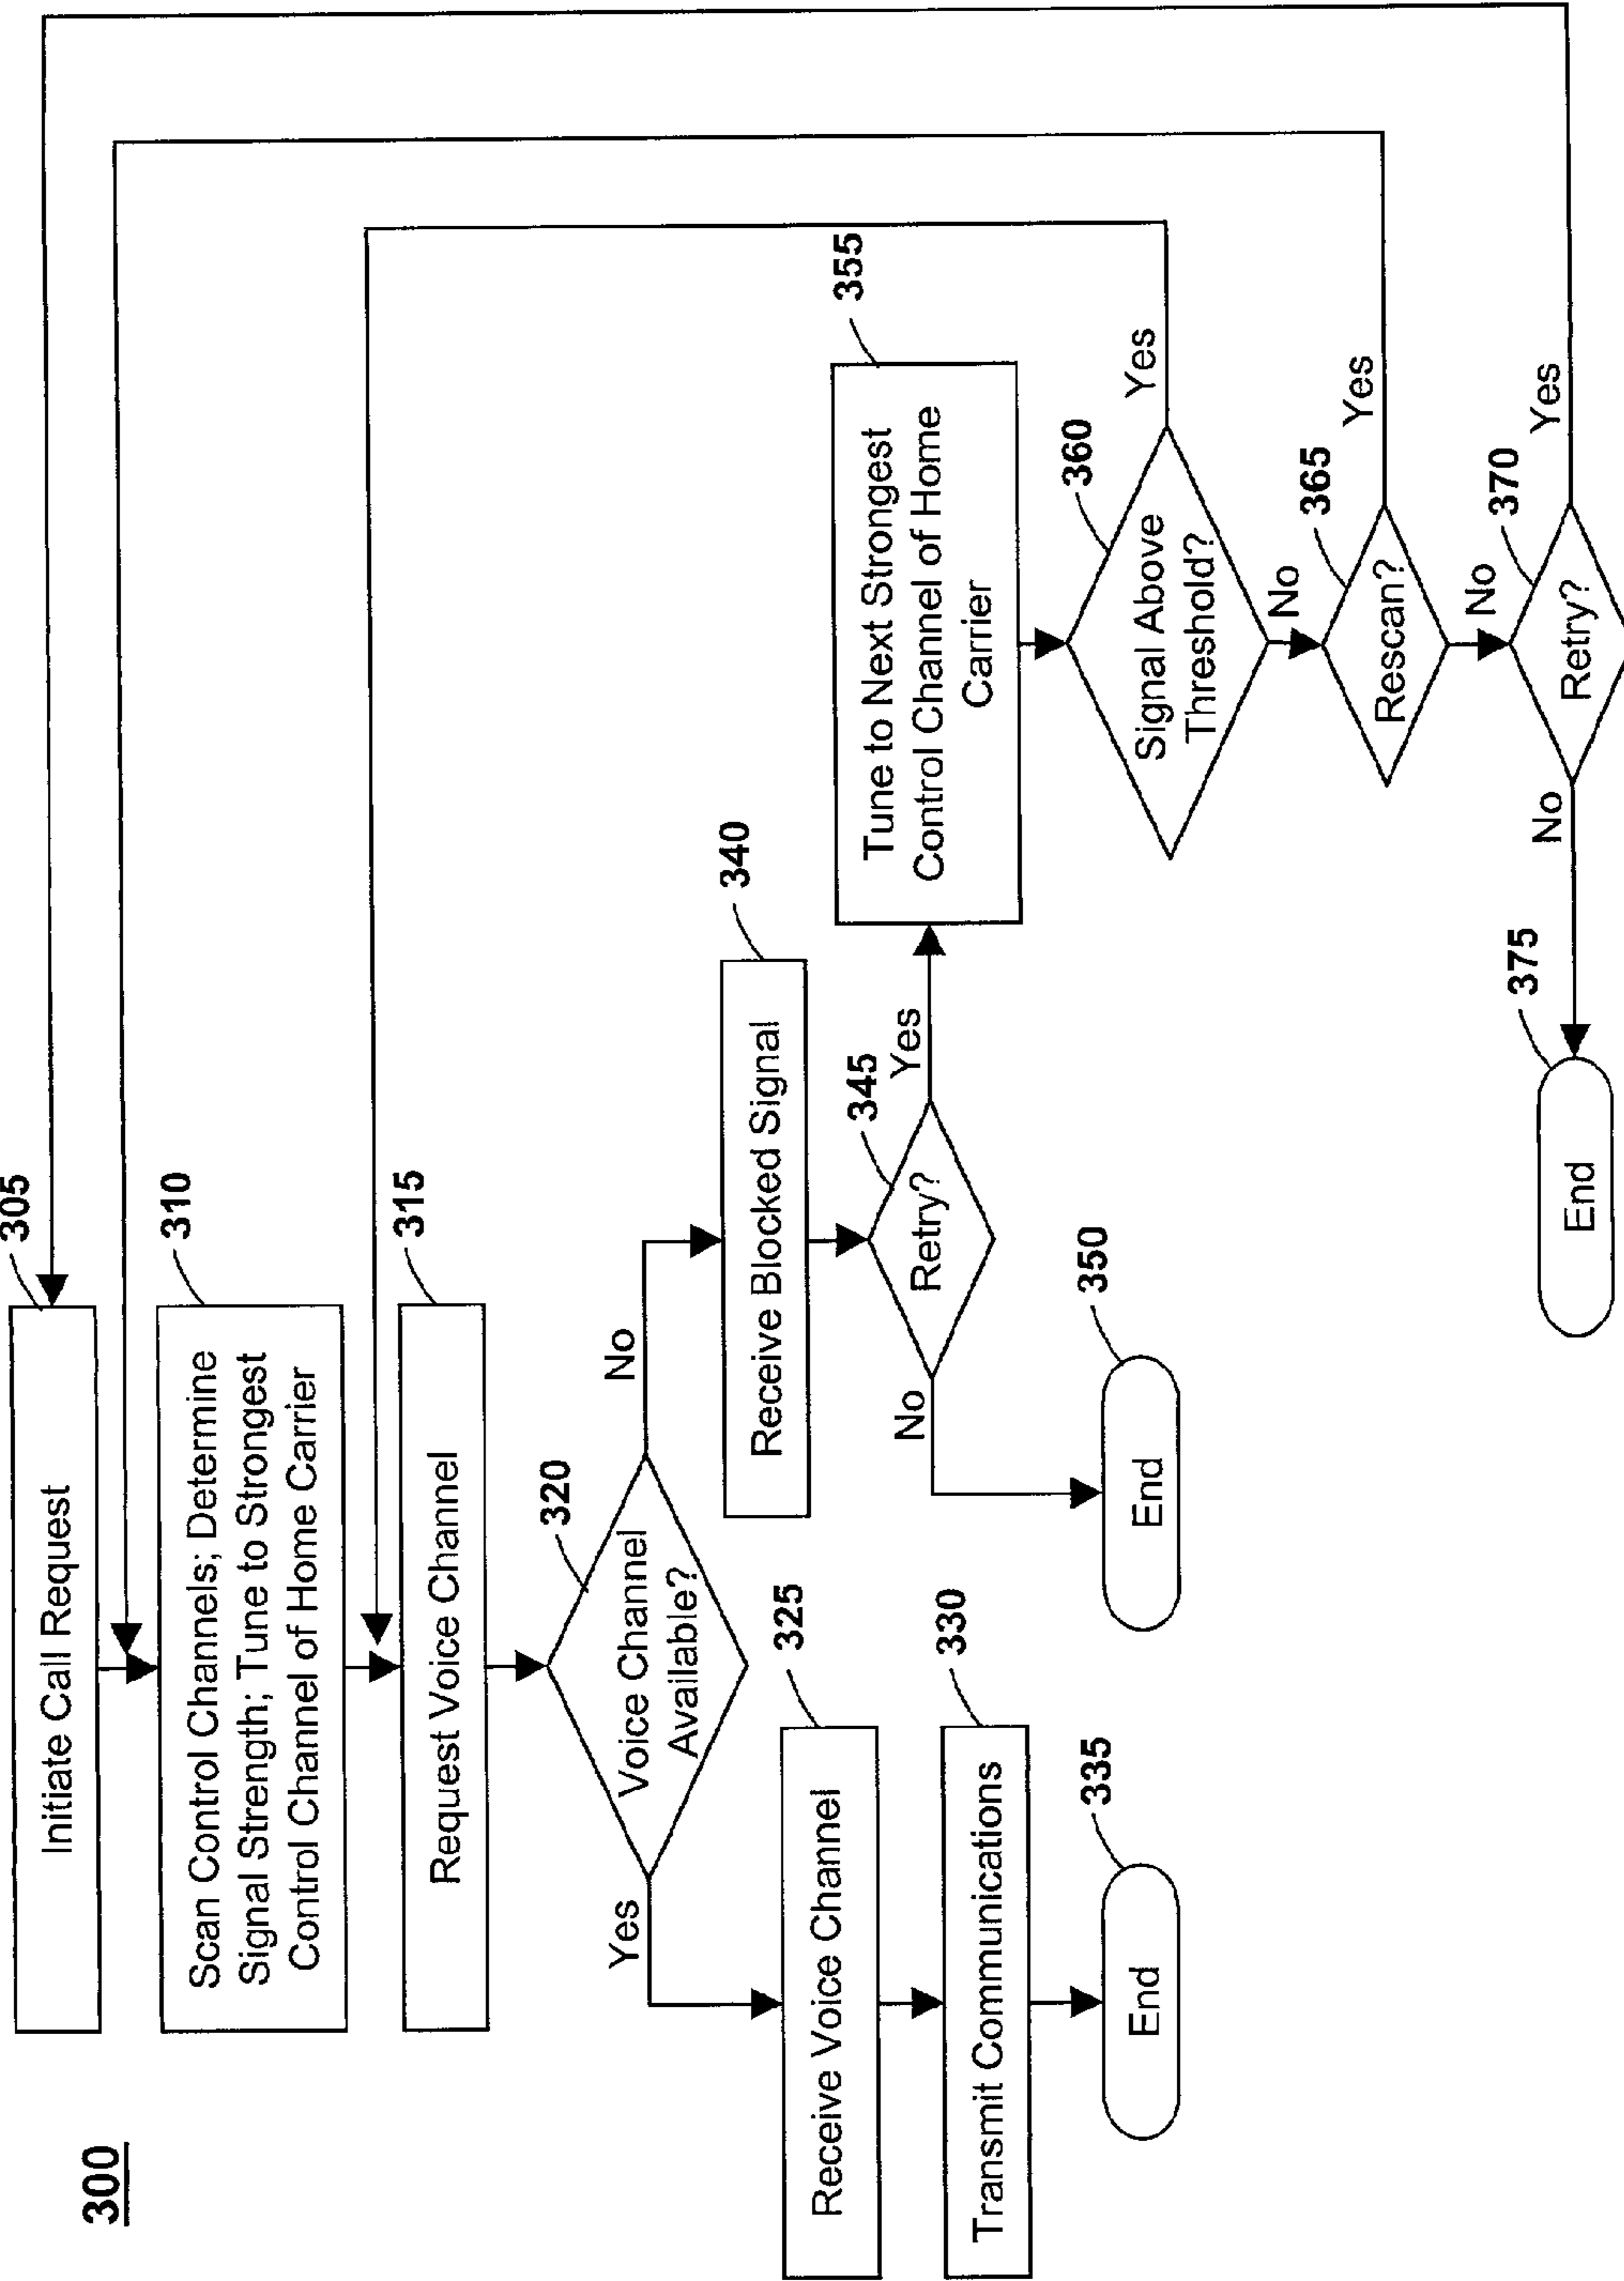 300
305
Initiate Call Request
310
Scan Control Channels; Determine
Signal Strength; Tune to Strongest
Control Channel of Home Carrier
315
Request Voice Channel
320
Voice Channel
Available?
Yes
No
325
Receive Voice Channel
330
Transmit Communications
335
End
340
Receive Blocked Signal
345
Retry?
No
Yes
350
End
355
Tune to Next Strongest
Control Channel of Home
Carrier
360
Signal Above
Threshold?
Yes
No
365
Rescan?
Yes
No
370
Retry?
Yes
No
375
End